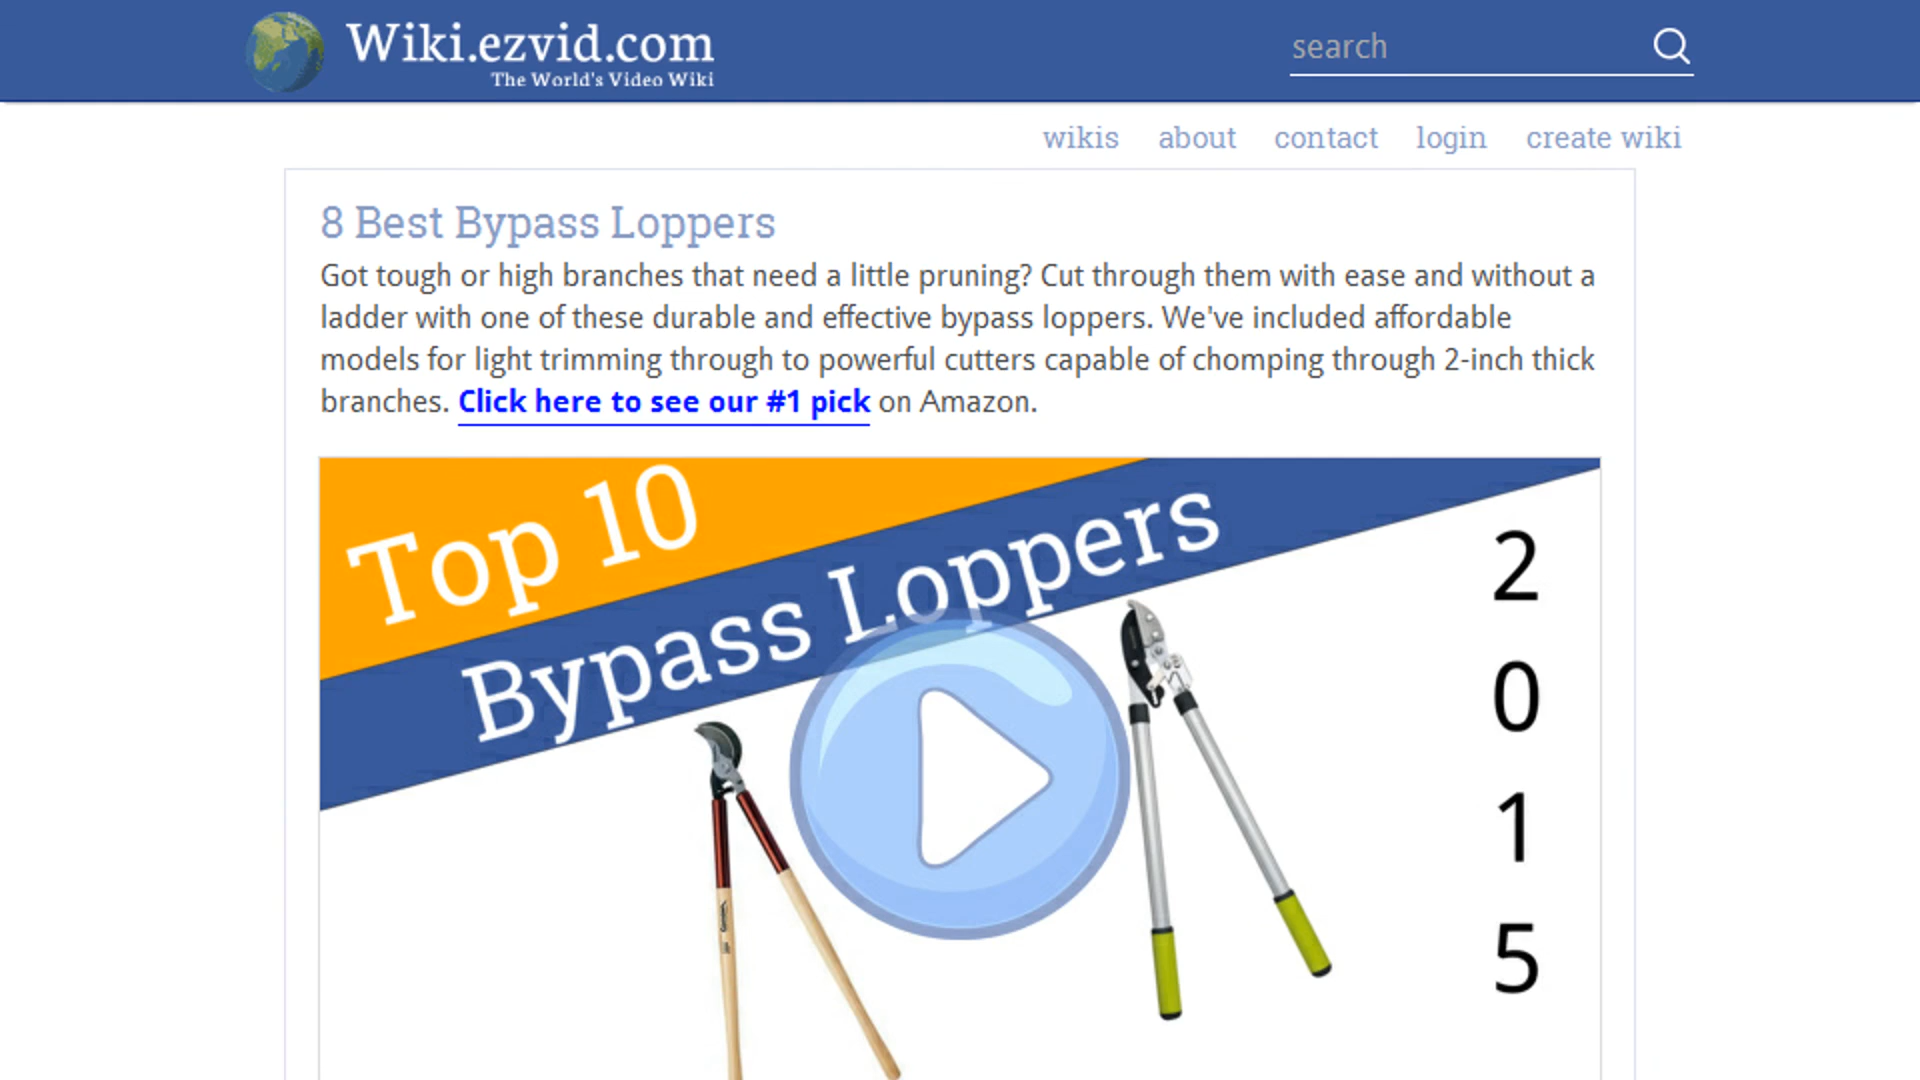 Wiki.ezvid.com
The World's Video Wiki
search
wikis about contact login create wiki
8 Best Bypass Loppers
Got tough or high branches that need a little pruning? Cut through them with ease and without a
ladder with one of these durable and effective bypass loppers. We've included affordable
models for light trimming through to powerful cutters capable of chomping through 2-inch thick
branches. Click here to see our #1 pick on Amazon.
Top 10
Bypass Loppers
2
0
1
5